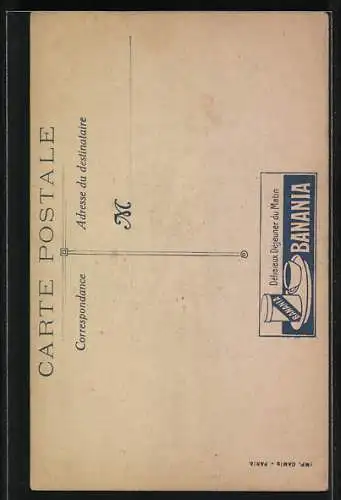 CARTE POSTALE
Correspondance
Adresse du destinataire
M
Délicieux Déjeuner du Matin
BANANIA
BANANIA
IMP. CAMIS - PARIS